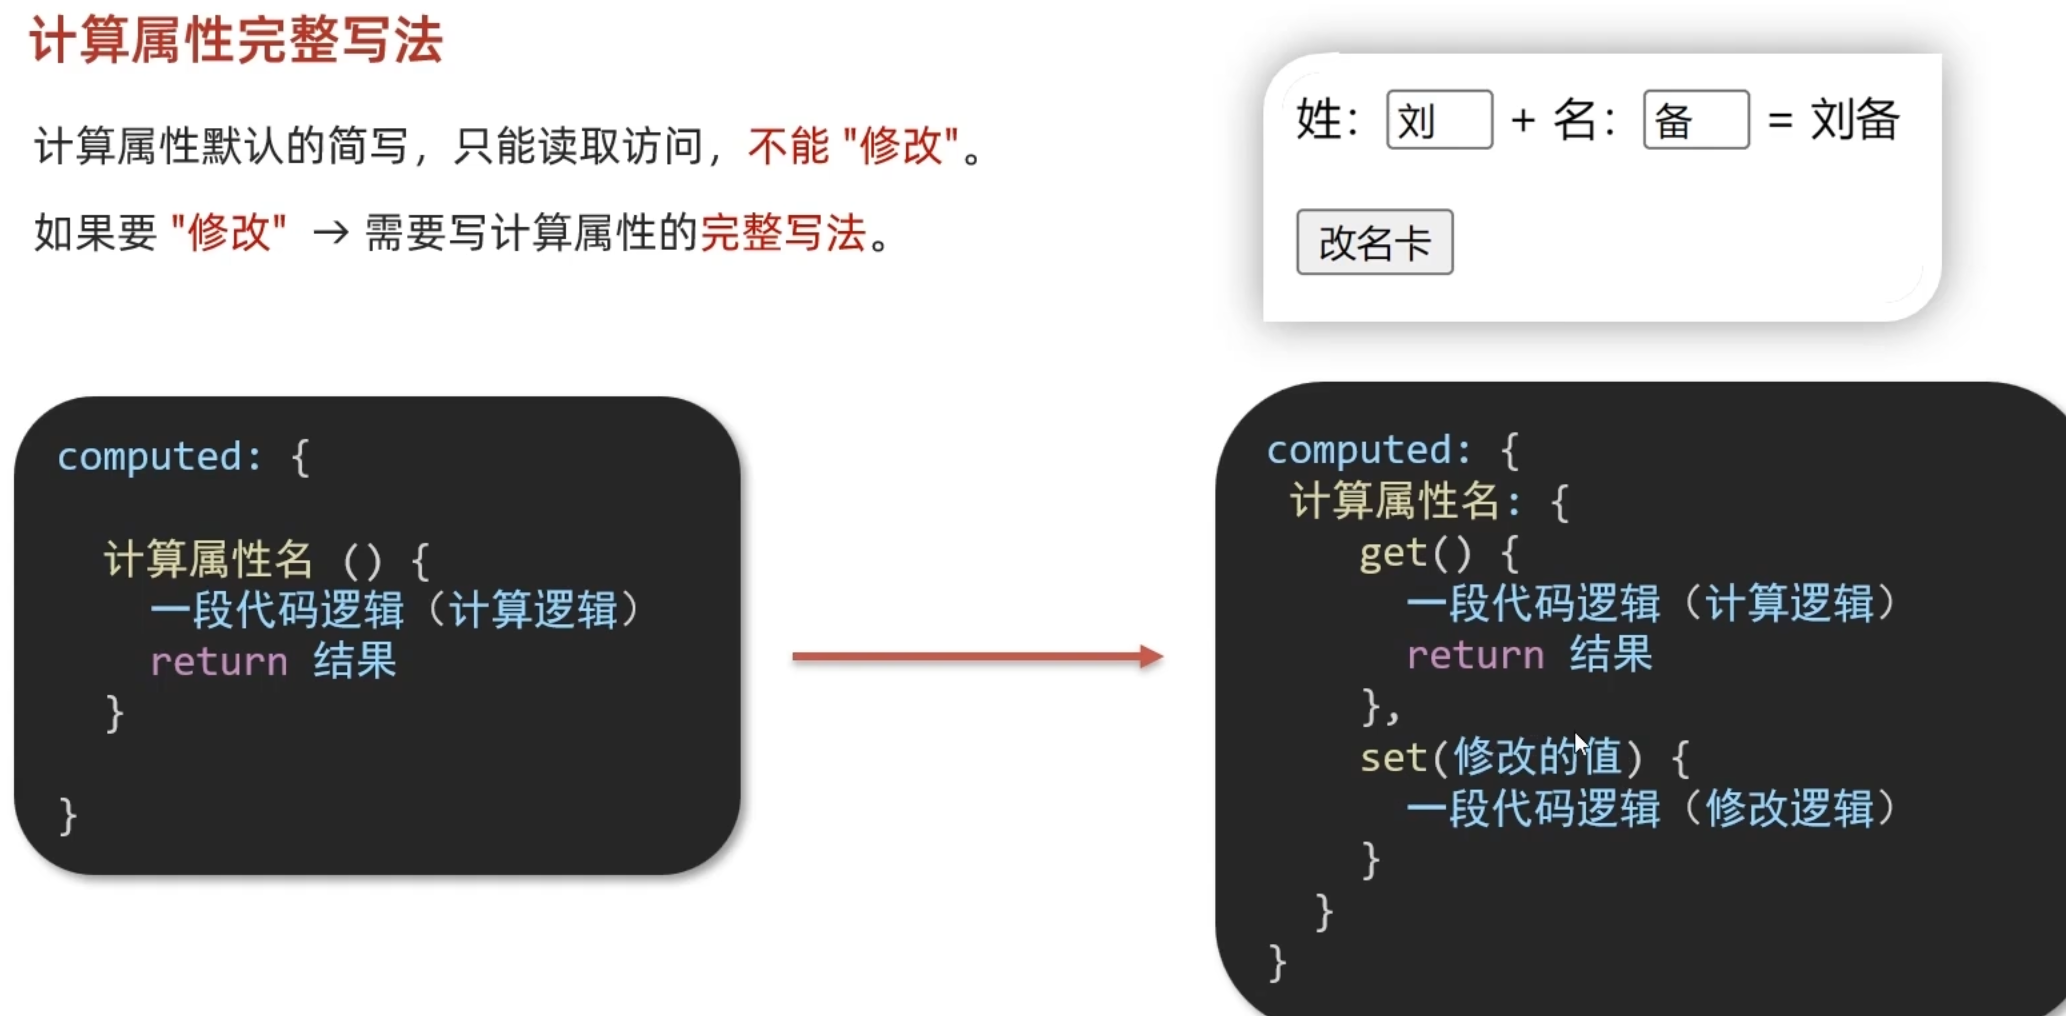 计算属性完整写法
计算属性默认的简写，只能读取访问，不能 "修改"。
如果要 "修改" → 需要写计算属性的完整写法。
姓： 刘 + 名： 备 = 刘备
改名卡
computed: {
计算属性名 () {
一段代码逻辑（计算逻辑）
return 结果
}
}
computed: {
计算属性名: {
get() {
一段代码逻辑（计算逻辑）
return 结果
},
set(修改的值) {
一段代码逻辑（修改逻辑）
}
}
}